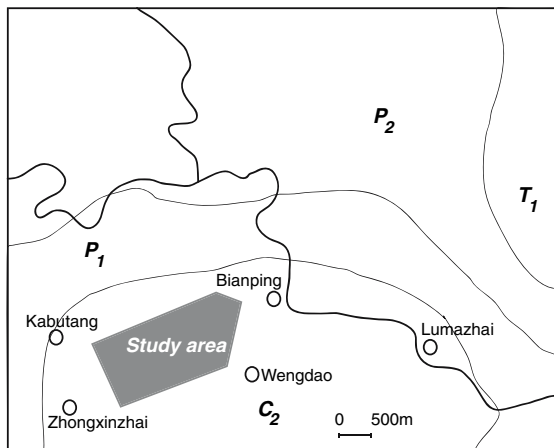 P2
T1
P1
Bianping
Kabutang
Lumazhai
Study area
Wengdao
Zhongxinzhai
C2
0 500m